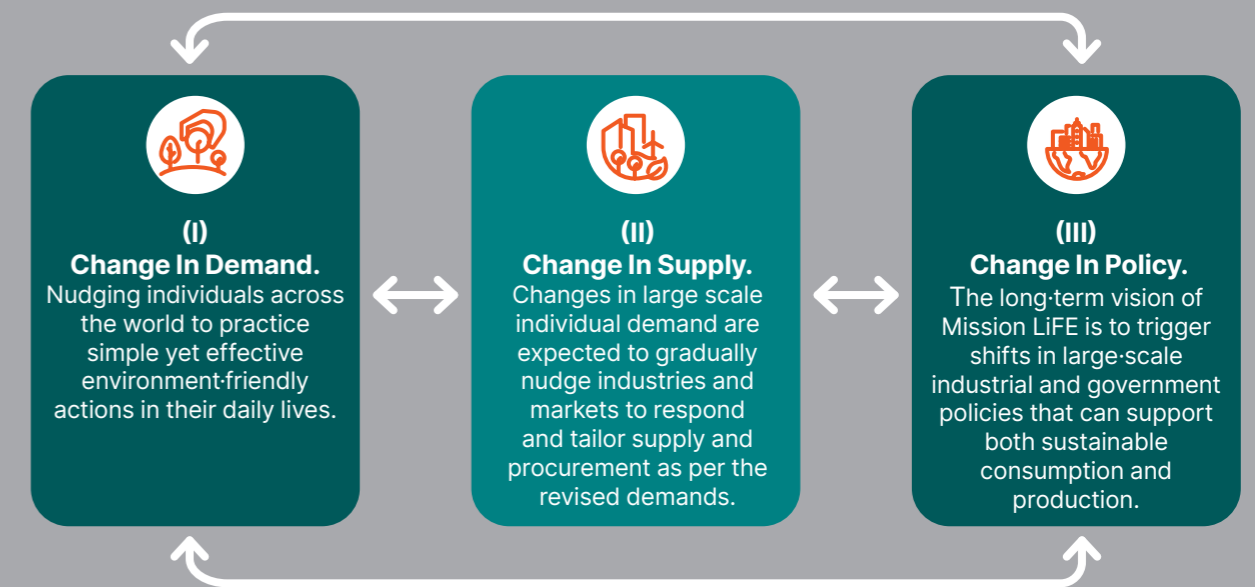 (I)
Change In Demand.
Nudging individuals across
the world to practice
simple yet effective
environment·friendly
actions in their daily lives.
(II)
Change In Supply.
Changes in large scale
individual demand are
expected to gradually
nudge industries and
markets to respond
and tailor supply and
procurement as per the
revised demands.
(III)
Change In Policy.
The long·term vision of
Mission LiFE is to trigger
shifts in large·scale
industrial and government
policies that can support
both sustainable
consumption and
production.